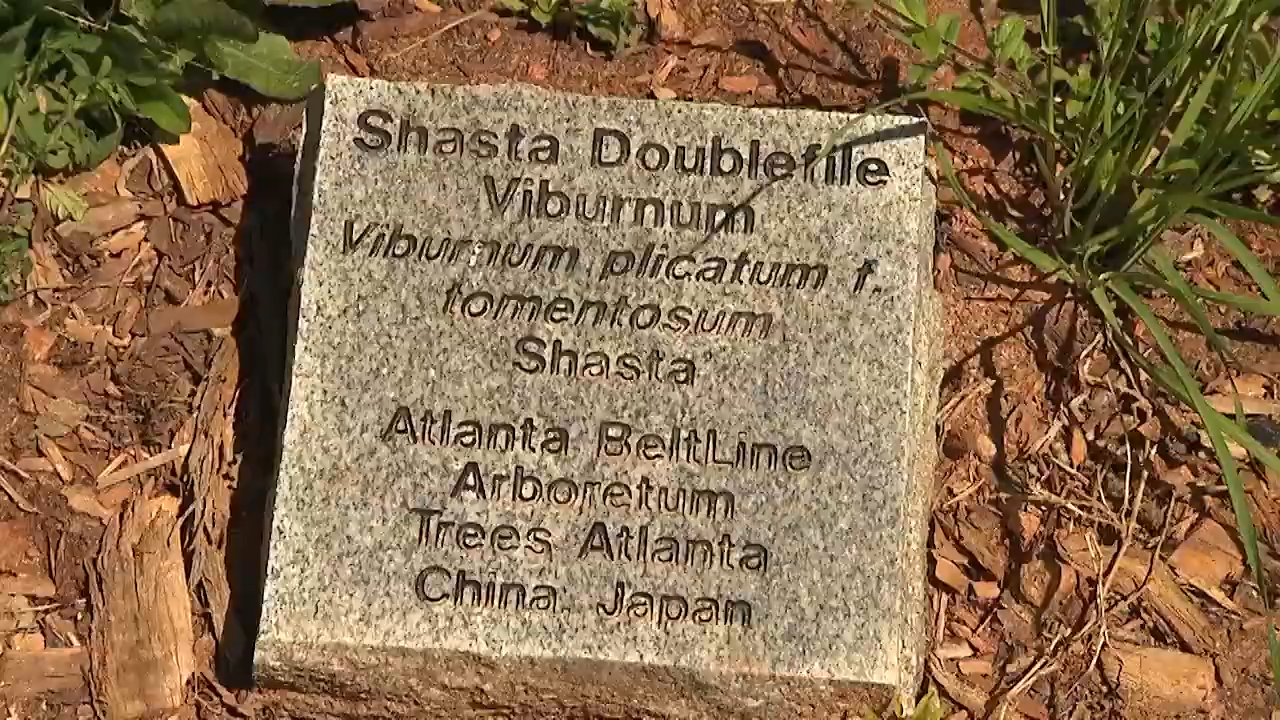 Shasta Doublefile
Viburnum
Viburnum plicatum f.
tomentosum
Shasta
Atlanta BeltLine
Arboretum
Trees Atlanta
China, Japan